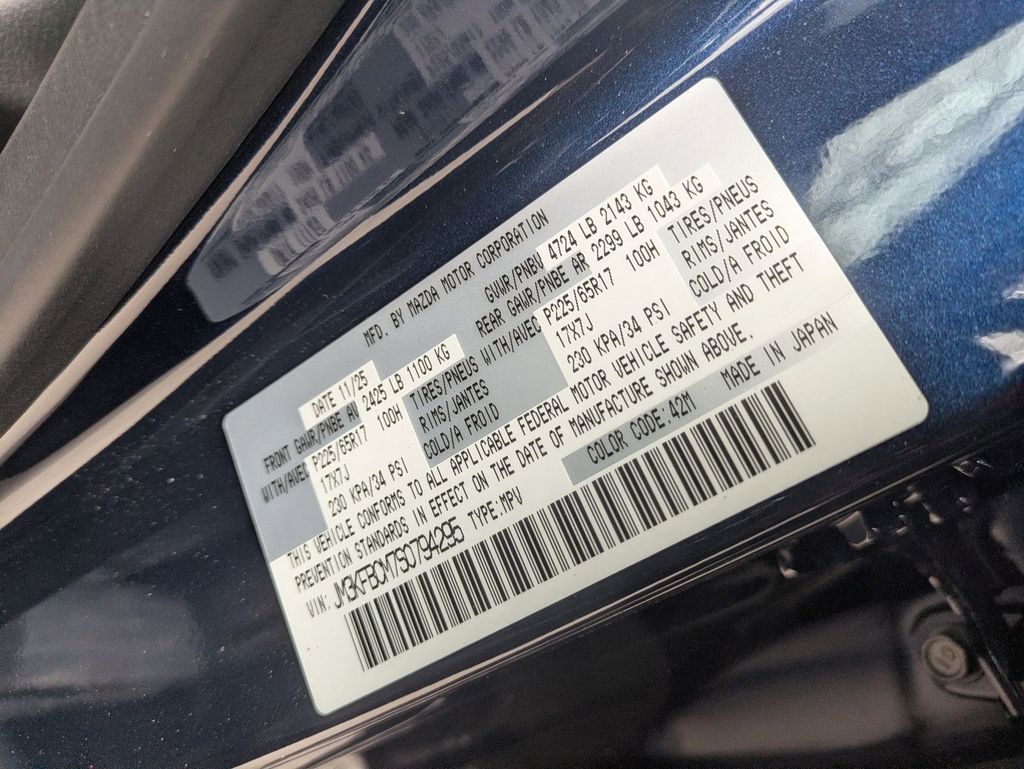 MFD. BY MAZDA MOTOR CORPORATION
DATE 11/25 GVWR/PNBV 4724 LB 2143 KG
FRONT GAWR/PNBE AV 2425 LB 1100 KG REAR GAWR/PNBE AR 2299 LB 1043 KG
WITH/AVEC P225/65R17 100H TIRES/PNEUS WITH/AVEC P225/65R17 100H TIRES/PNEUS
17X7J RIMS/JANTES 17X7J RIMS/JANTES
230 KPA/34 PSI COLD/A FROID 230 KPA/34 PSI COLD/A FROID
THIS VEHICLE CONFORMS TO ALL APPLICABLE FEDERAL MOTOR VEHICLE SAFETY AND THEFT
PREVENTION STANDARDS IN EFFECT ON THE DATE OF MANUFACTURE SHOWN ABOVE.
VIN: JM3KFBCM7S0794295 TYPE:MPV COLOR CODE:42M MADE IN JAPAN